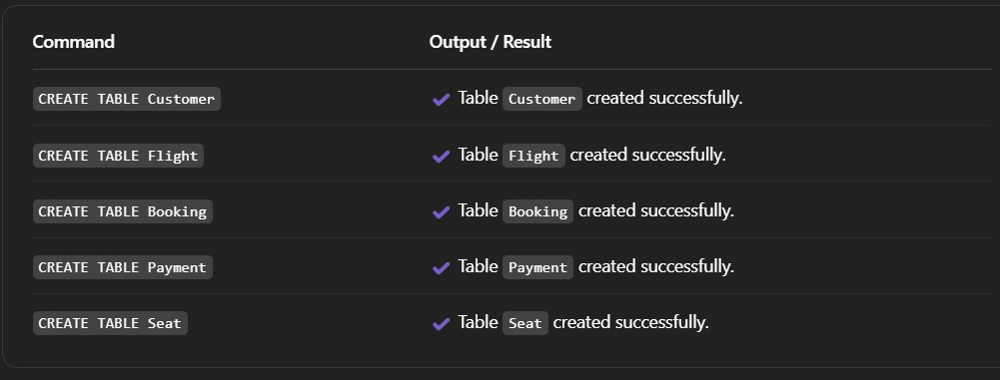 Command Output / Result
CREATE TABLE Customer Table Customer created successfully.
CREATE TABLE Flight Table Flight created successfully.
CREATE TABLE Booking Table Booking created successfully.
CREATE TABLE Payment Table Payment created successfully.
CREATE TABLE Seat Table Seat created successfully.